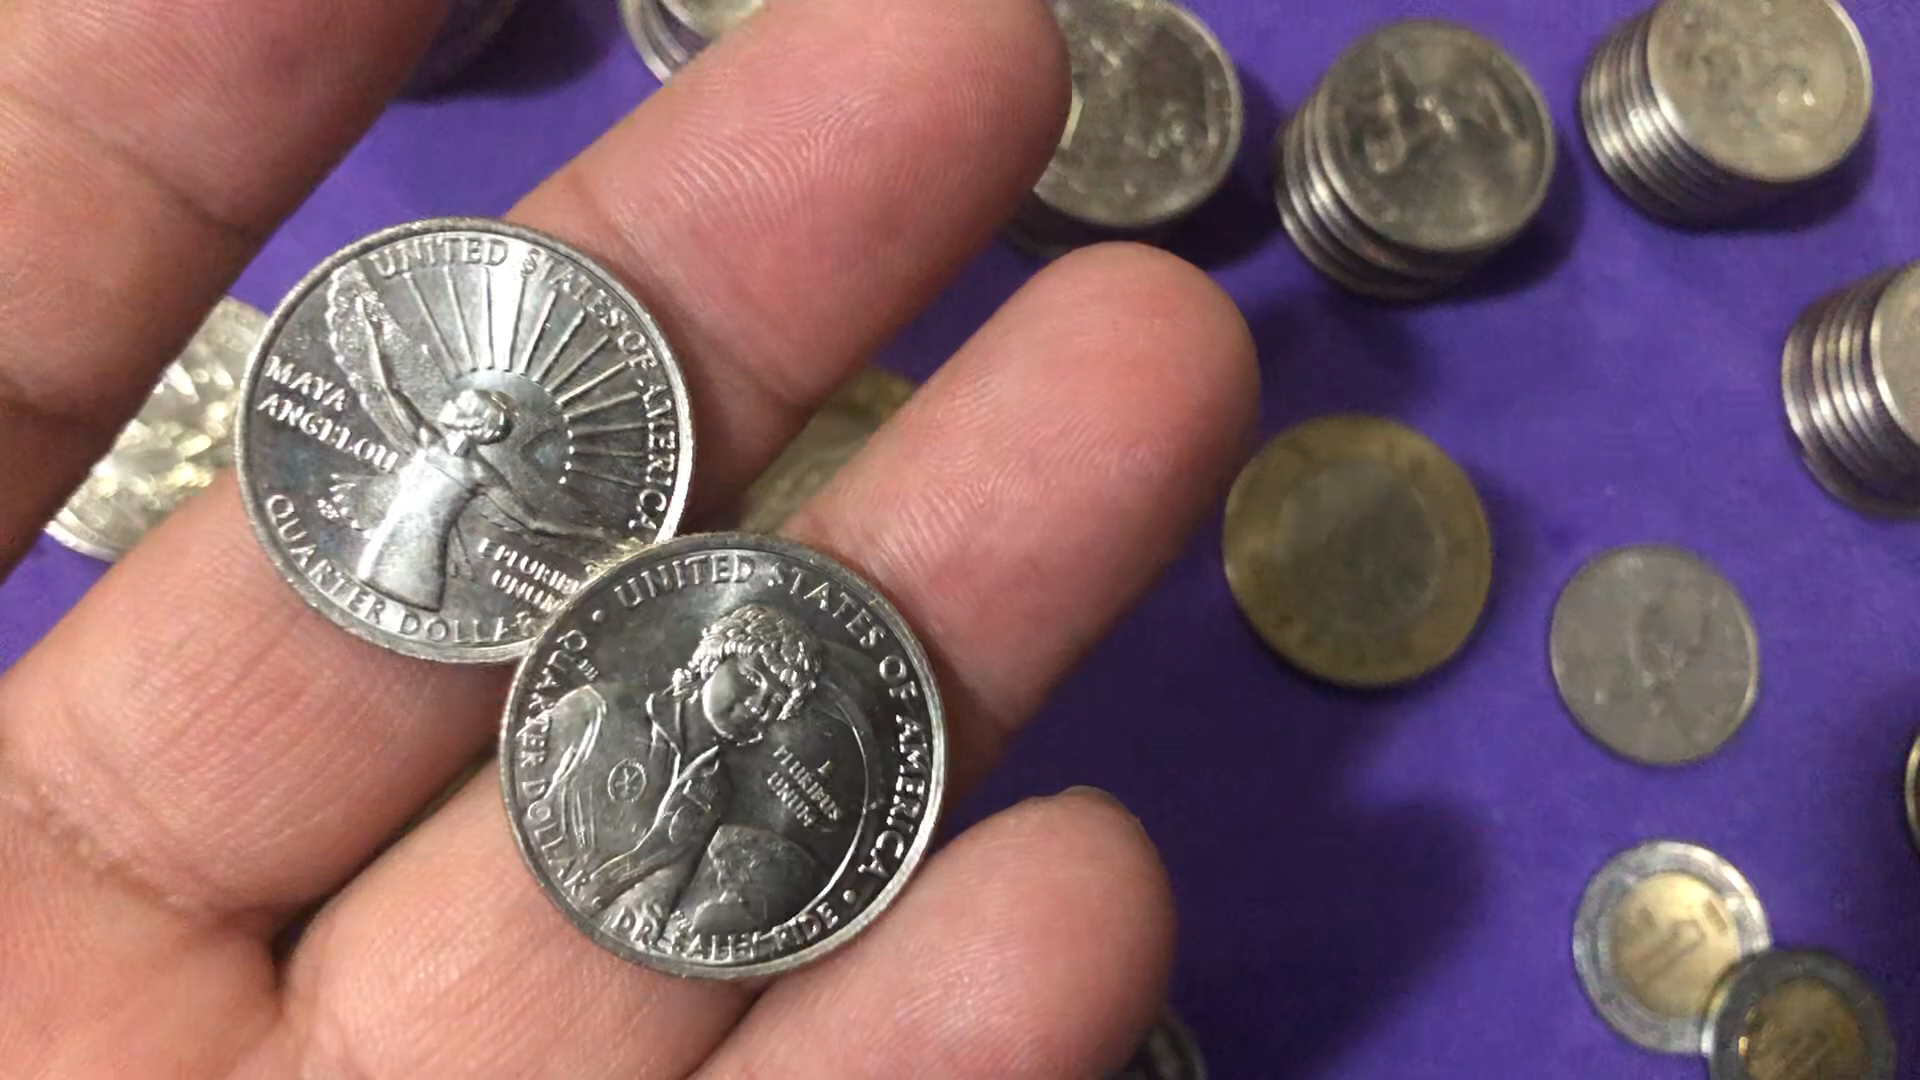 UNITED STATES OF AMERICA
MAYA
ANGELOU
E PLURIBU
UNUM
QUARTER DOLLAR
UNITED STATES OF AMERICA
QUARTER DOLLAR
E
PLURIBUS
UNUM
DR. SALLY RIDE